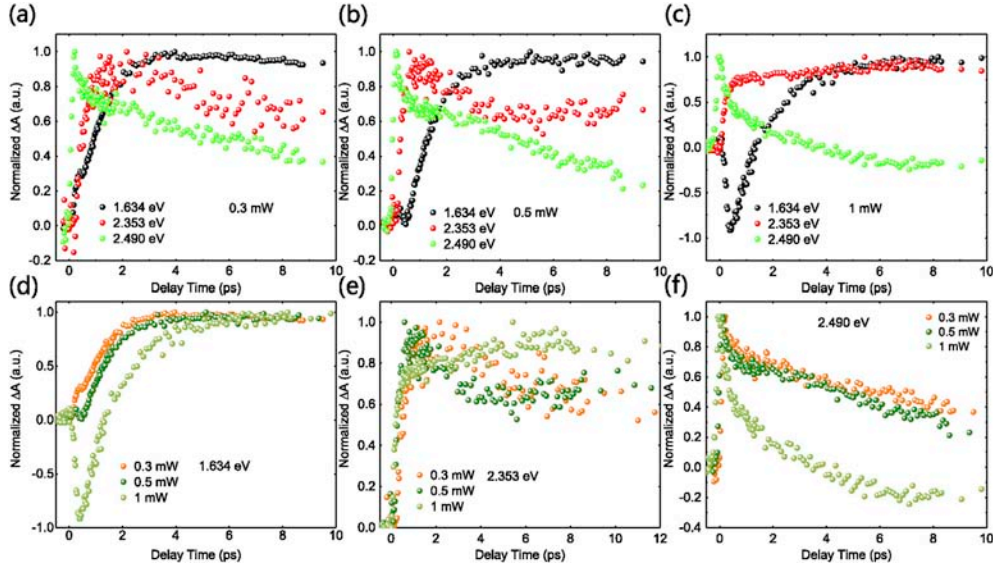 (a)
Normalized ΔA (a.u.)
1.0
0.8
0.6
0.4
0.2
0.0
-0.2
1.634 eV
2.353 eV
2.490 eV
0.3 mW
0 2 4 6 8 10
Delay Time (ps)
(b)
Normalized ΔA (a.u.)
1.0
0.8
0.6
0.4
0.2
0.0
-0.2
1.634 eV
2.353 eV
2.490 eV
0.5 mW
0 2 4 6 8 10
Delay Time (ps)
(c)
Normalized ΔA (a.u.)
1.0
0.5
0.0
-0.5
-1.0
1.634 eV
2.353 eV
2.490 eV
1 mW
0 2 4 6 8 10
Delay Time (ps)
(d)
Normalized ΔA (a.u.)
1.0
0.5
0.0
-0.5
-1.0
0.3 mW
0.5 mW
1 mW
1.634 eV
0 2 4 6 8 10
Delay Time (ps)
(e)
Normalized ΔA (a.u.)
1.0
0.8
0.6
0.4
0.2
0.0
0.3 mW
0.5 mW
1 mW
2.353 eV
0 2 4 6 8 10 12
Delay Time (ps)
(f)
Normalized ΔA (a.u.)
1.0
0.8
0.6
0.4
0.2
0.0
-0.2
-0.4
2.490 eV
0.3 mW
0.5 mW
1 mW
0 2 4 6 8 10
Delay Time (ps)